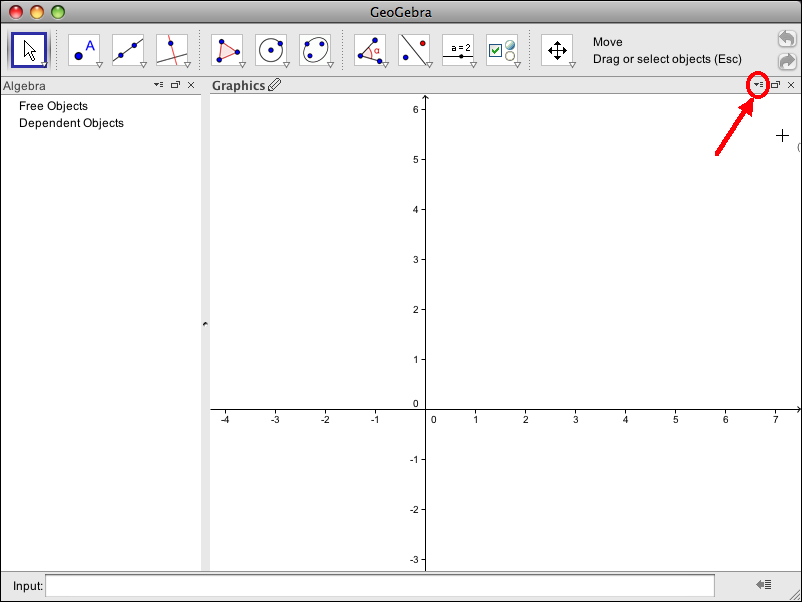 GeoGebra
A
α
a = 2
Move
Drag or select objects (Esc)
Algebra
Graphics
Free Objects
Dependent Objects
6
5
4
3
2
1
0
-4 -3 -2 -1 0 1 2 3 4 5 6 7
-1
-2
-3
(
Input: